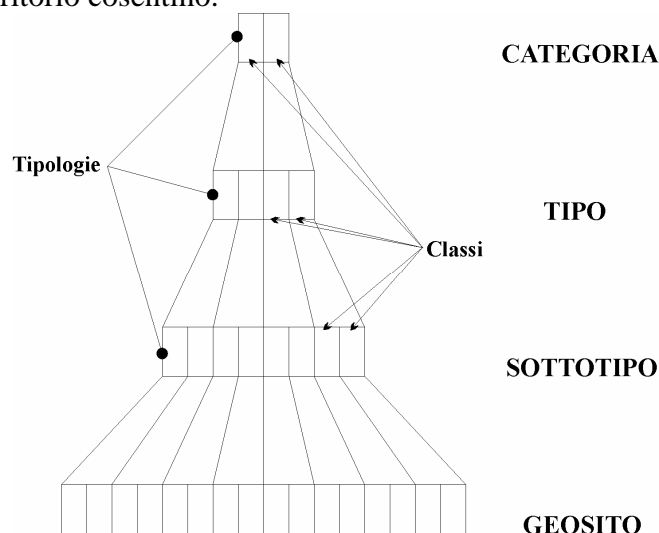 ritorio cosentino.
CATEGORIA
Tipologie
TIPO
Classi
SOTTOTIPO
GEOSITO